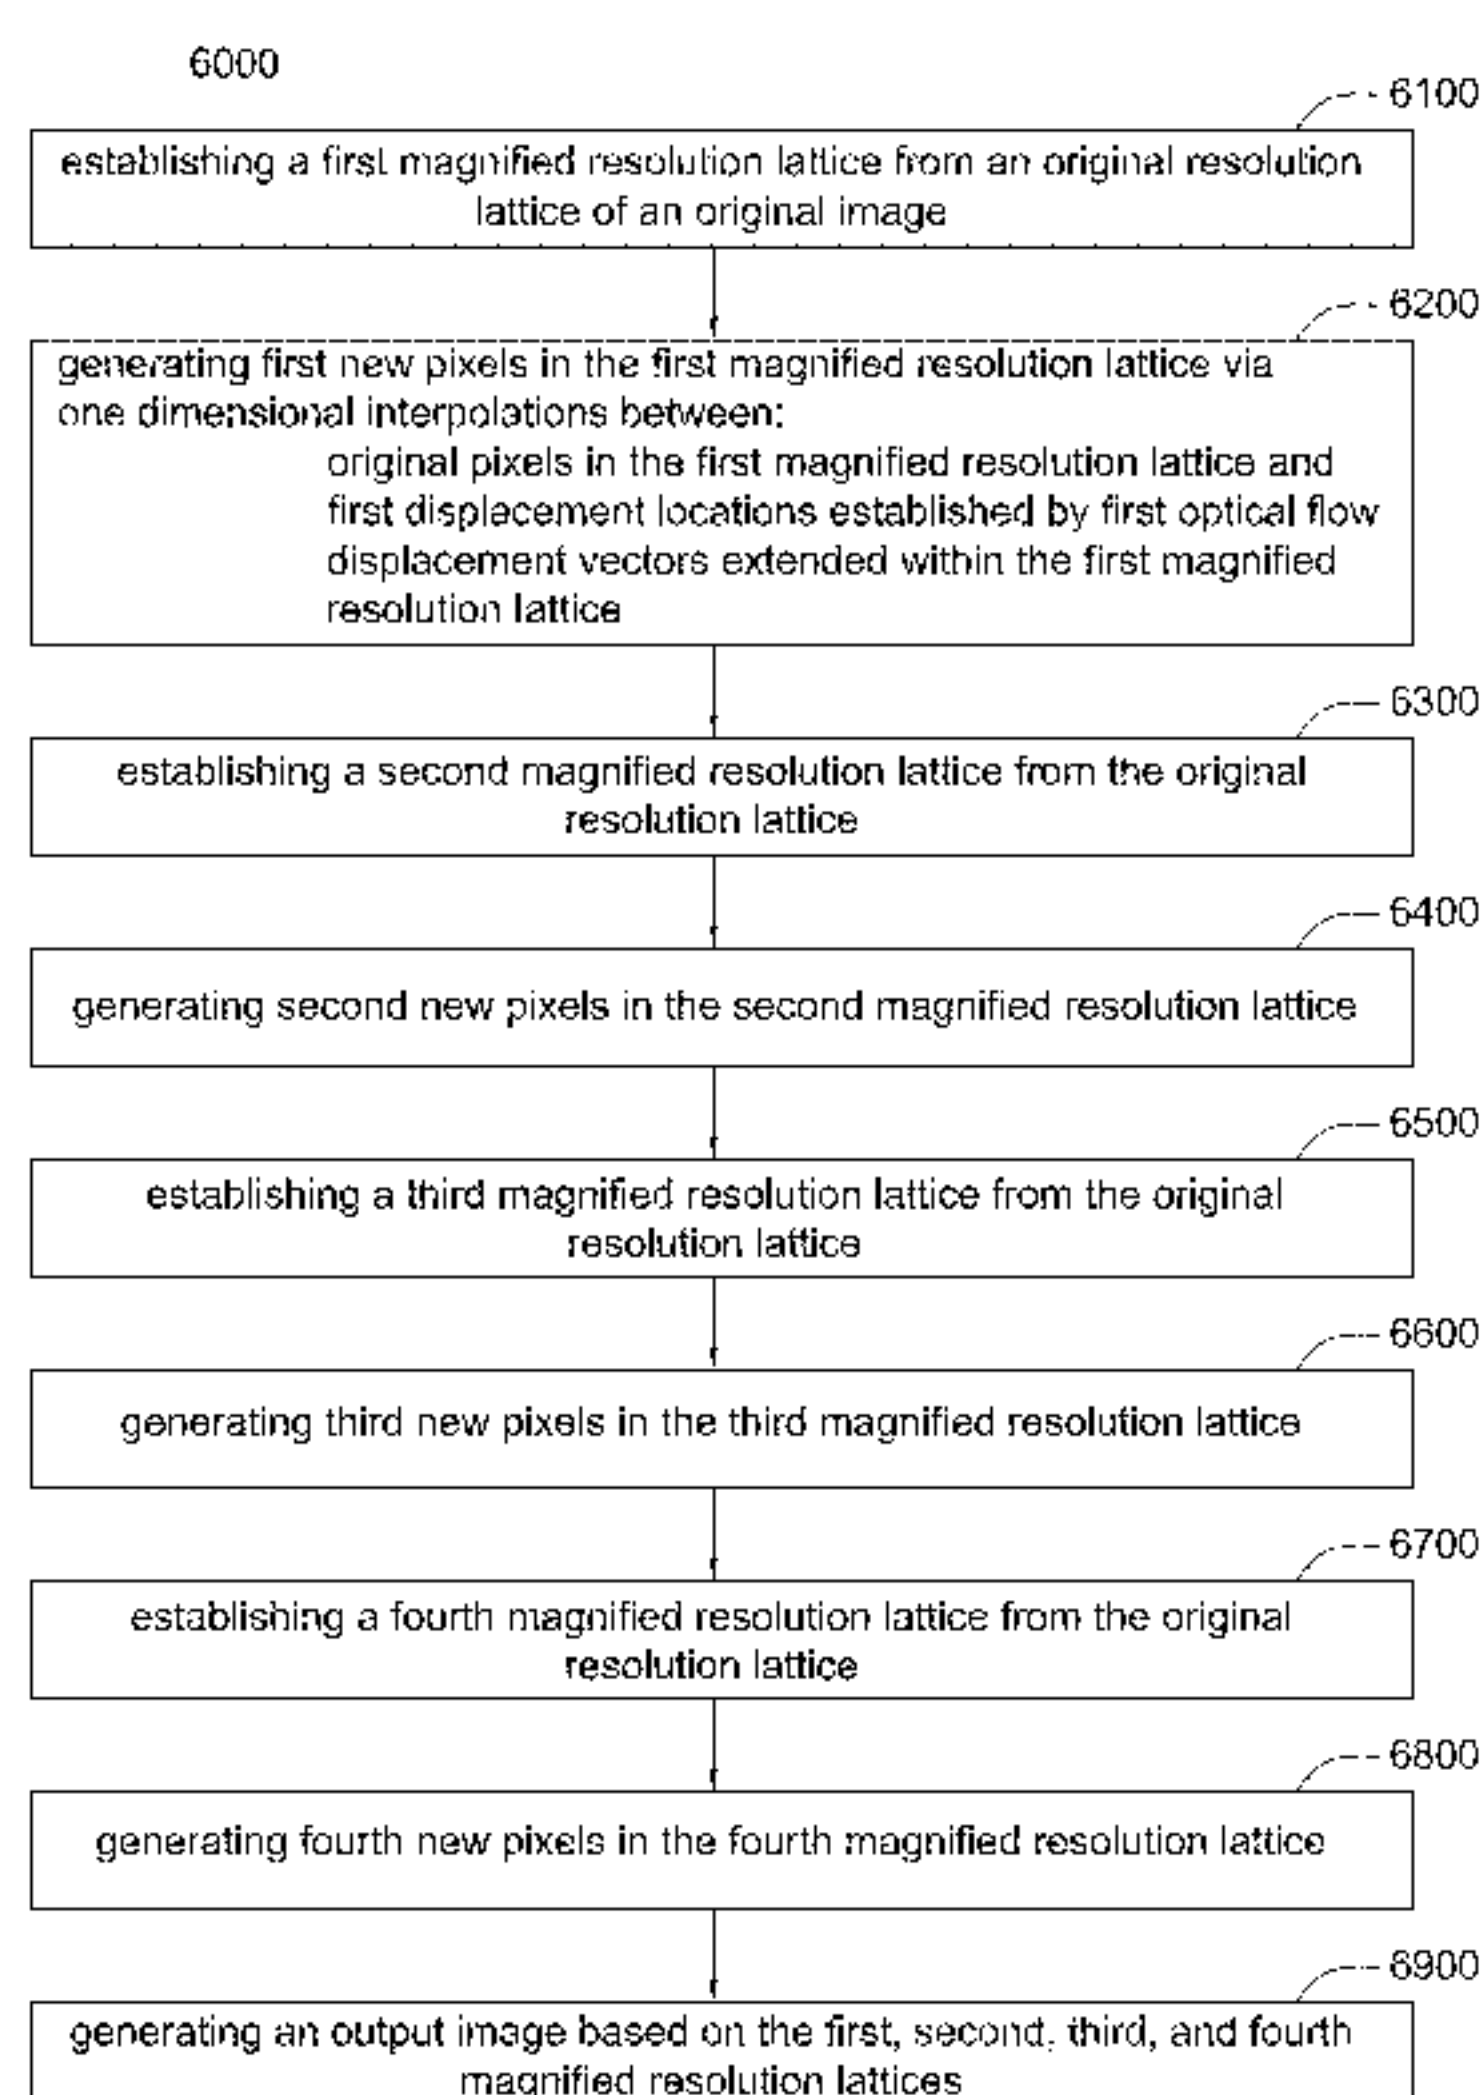 6000
6100
establishing a first magnified resolution lattice from an original resolution
lattice of an original image
6200
generating first new pixels in the first magnified resolution lattice via
one dimensional interpolations between:
original pixels in the first magnified resolution lattice and
first displacement locations established by first optical flow
displacement vectors extended within the first magnified
resolution lattice
6300
establishing a second magnified resolution lattice from the original
resolution lattice
6400
generating second new pixels in the second magnified resolution lattice
6500
establishing a third magnified resolution lattice from the original
resolution lattice
6600
generating third new pixels in the third magnified resolution lattice
6700
establishing a fourth magnified resolution lattice from the original
resolution lattice
6800
generating fourth new pixels in the fourth magnified resolution lattice
6900
generating an output image based on the first, second, third, and fourth
magnified resolution lattices